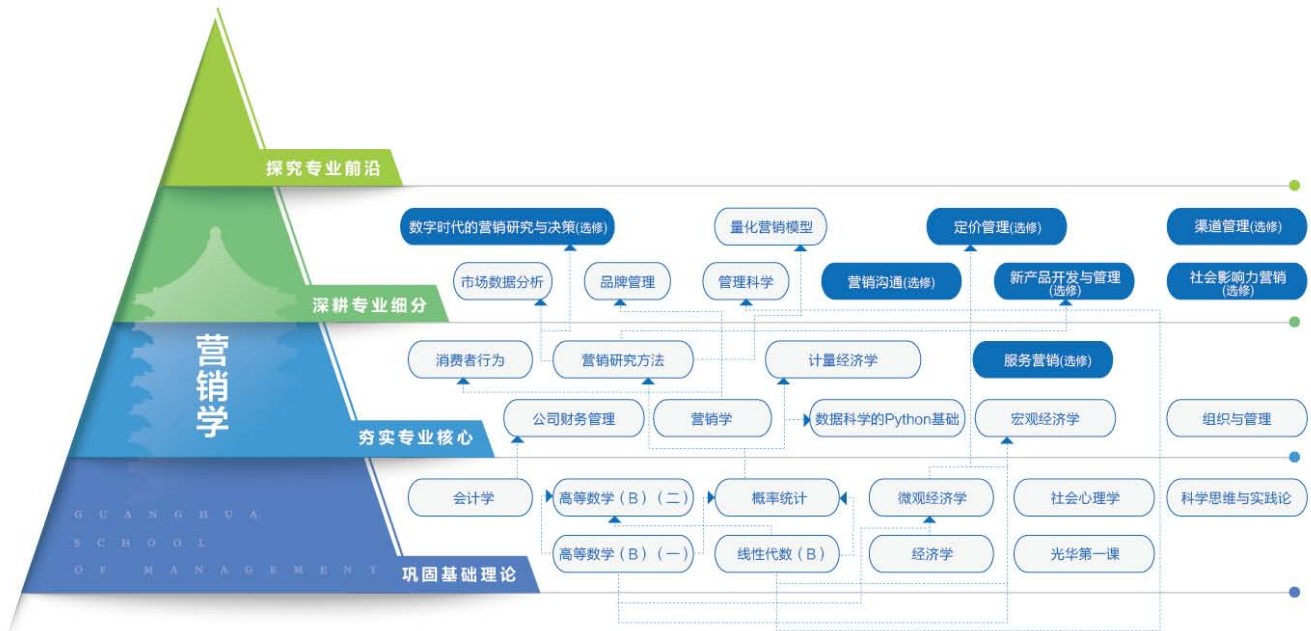 探究专业前沿
数字时代的营销研究与决策(选修)
量化营销模型
定价管理(选修)
渠道管理(选修)
市场数据分析
品牌管理
管理科学
营销沟通(选修)
新产品开发与管理
(选修)
社会影响力营销
(选修)
深耕专业细分
营销学
消费者行为
营销研究方法
计量经济学
服务营销(选修)
公司财务管理
营销学
数据科学的Python基础
宏观经济学
组织与管理
夯实专业核心
会计学
高等数学（B）（二）
概率统计
微观经济学
社会心理学
科学思维与实践论
高等数学（B）（一）
线性代数（B）
经济学
光华第一课
GUANGHUA
SCHOOL
OF MANAGEMENT
巩固基础理论